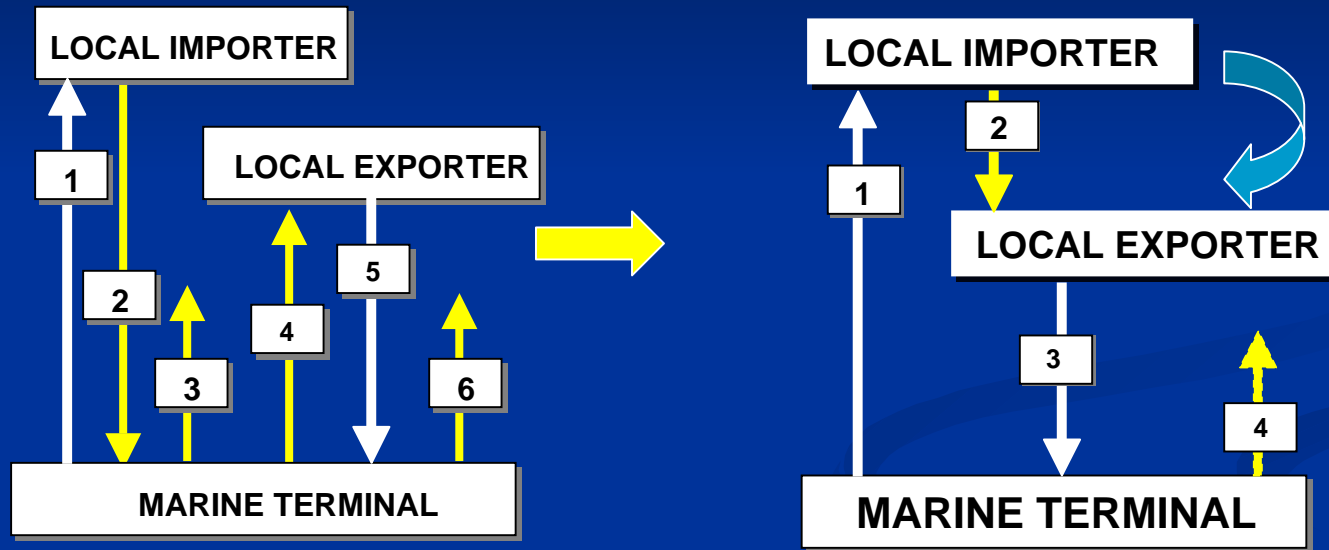 LOCAL IMPORTER
1
LOCAL EXPORTER
5
2
4
3
6
MARINE TERMINAL
LOCAL IMPORTER
2
1
LOCAL EXPORTER
3
4
MARINE TERMINAL